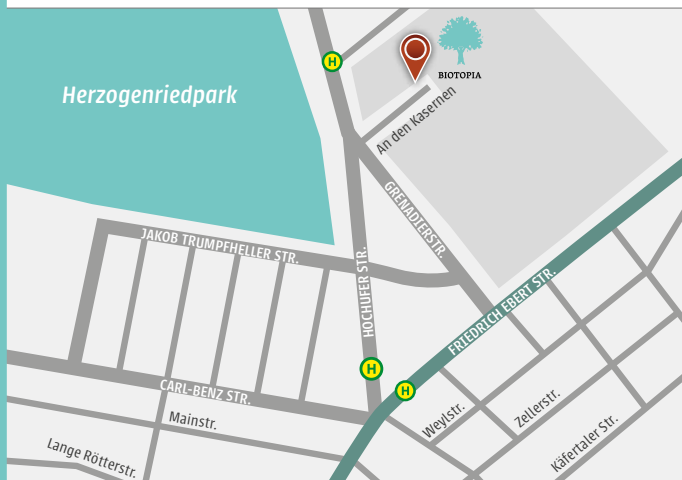 H
BIOTOPIA
Herzogenriedpark
An den Kasernen
GRENADIERSTR.
JAKOB TRUMPFHELLER STR.
HOCHUFER STR.
FRIEDRICH EBERT STR.
H
H
CARL-BENZ STR.
Mainstr.
Weylstr.
Zellerstr.
Käfertaler Str.
Lange Rötterstr.